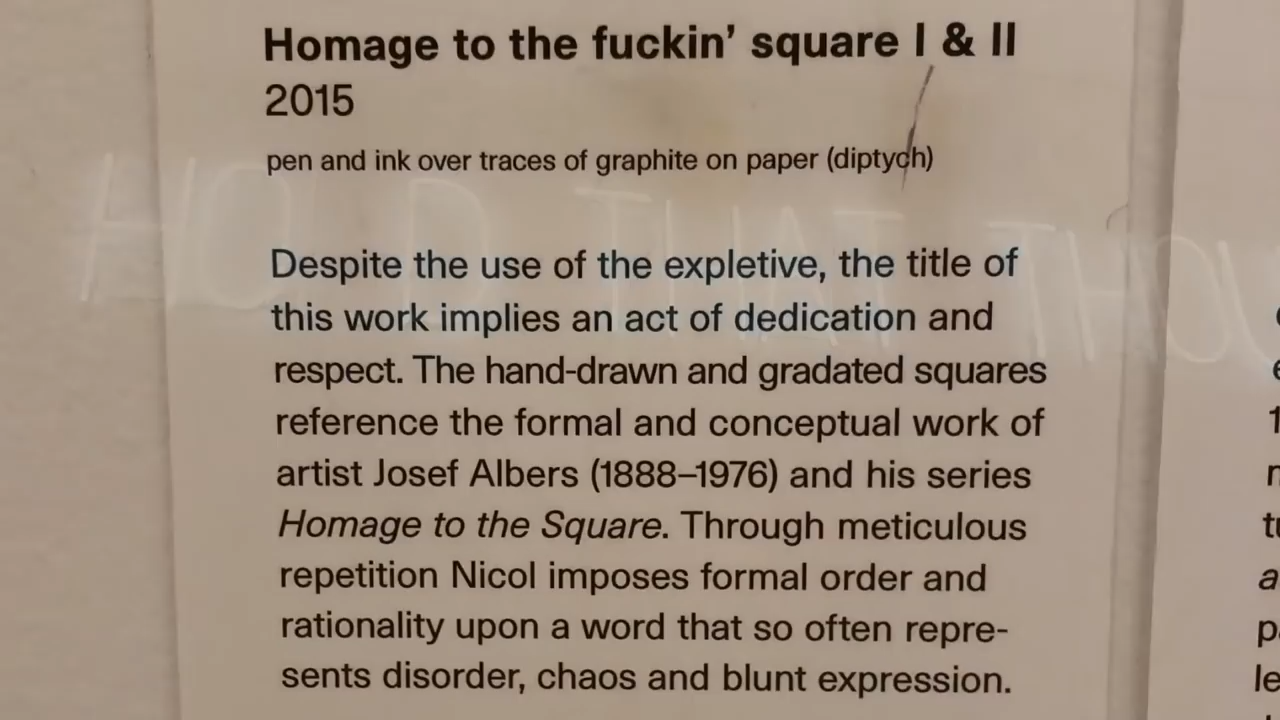 Homage to the fuckin’ square I & II
2015
pen and ink over traces of graphite on paper (diptych)
HOLD THAT THOU
Despite the use of the expletive, the title of
this work implies an act of dedication and
respect. The hand-drawn and gradated squares
reference the formal and conceptual work of
artist Josef Albers (1888–1976) and his series
Homage to the Square. Through meticulous
repetition Nicol imposes formal order and
rationality upon a word that so often repre-
sents disorder, chaos and blunt expression.